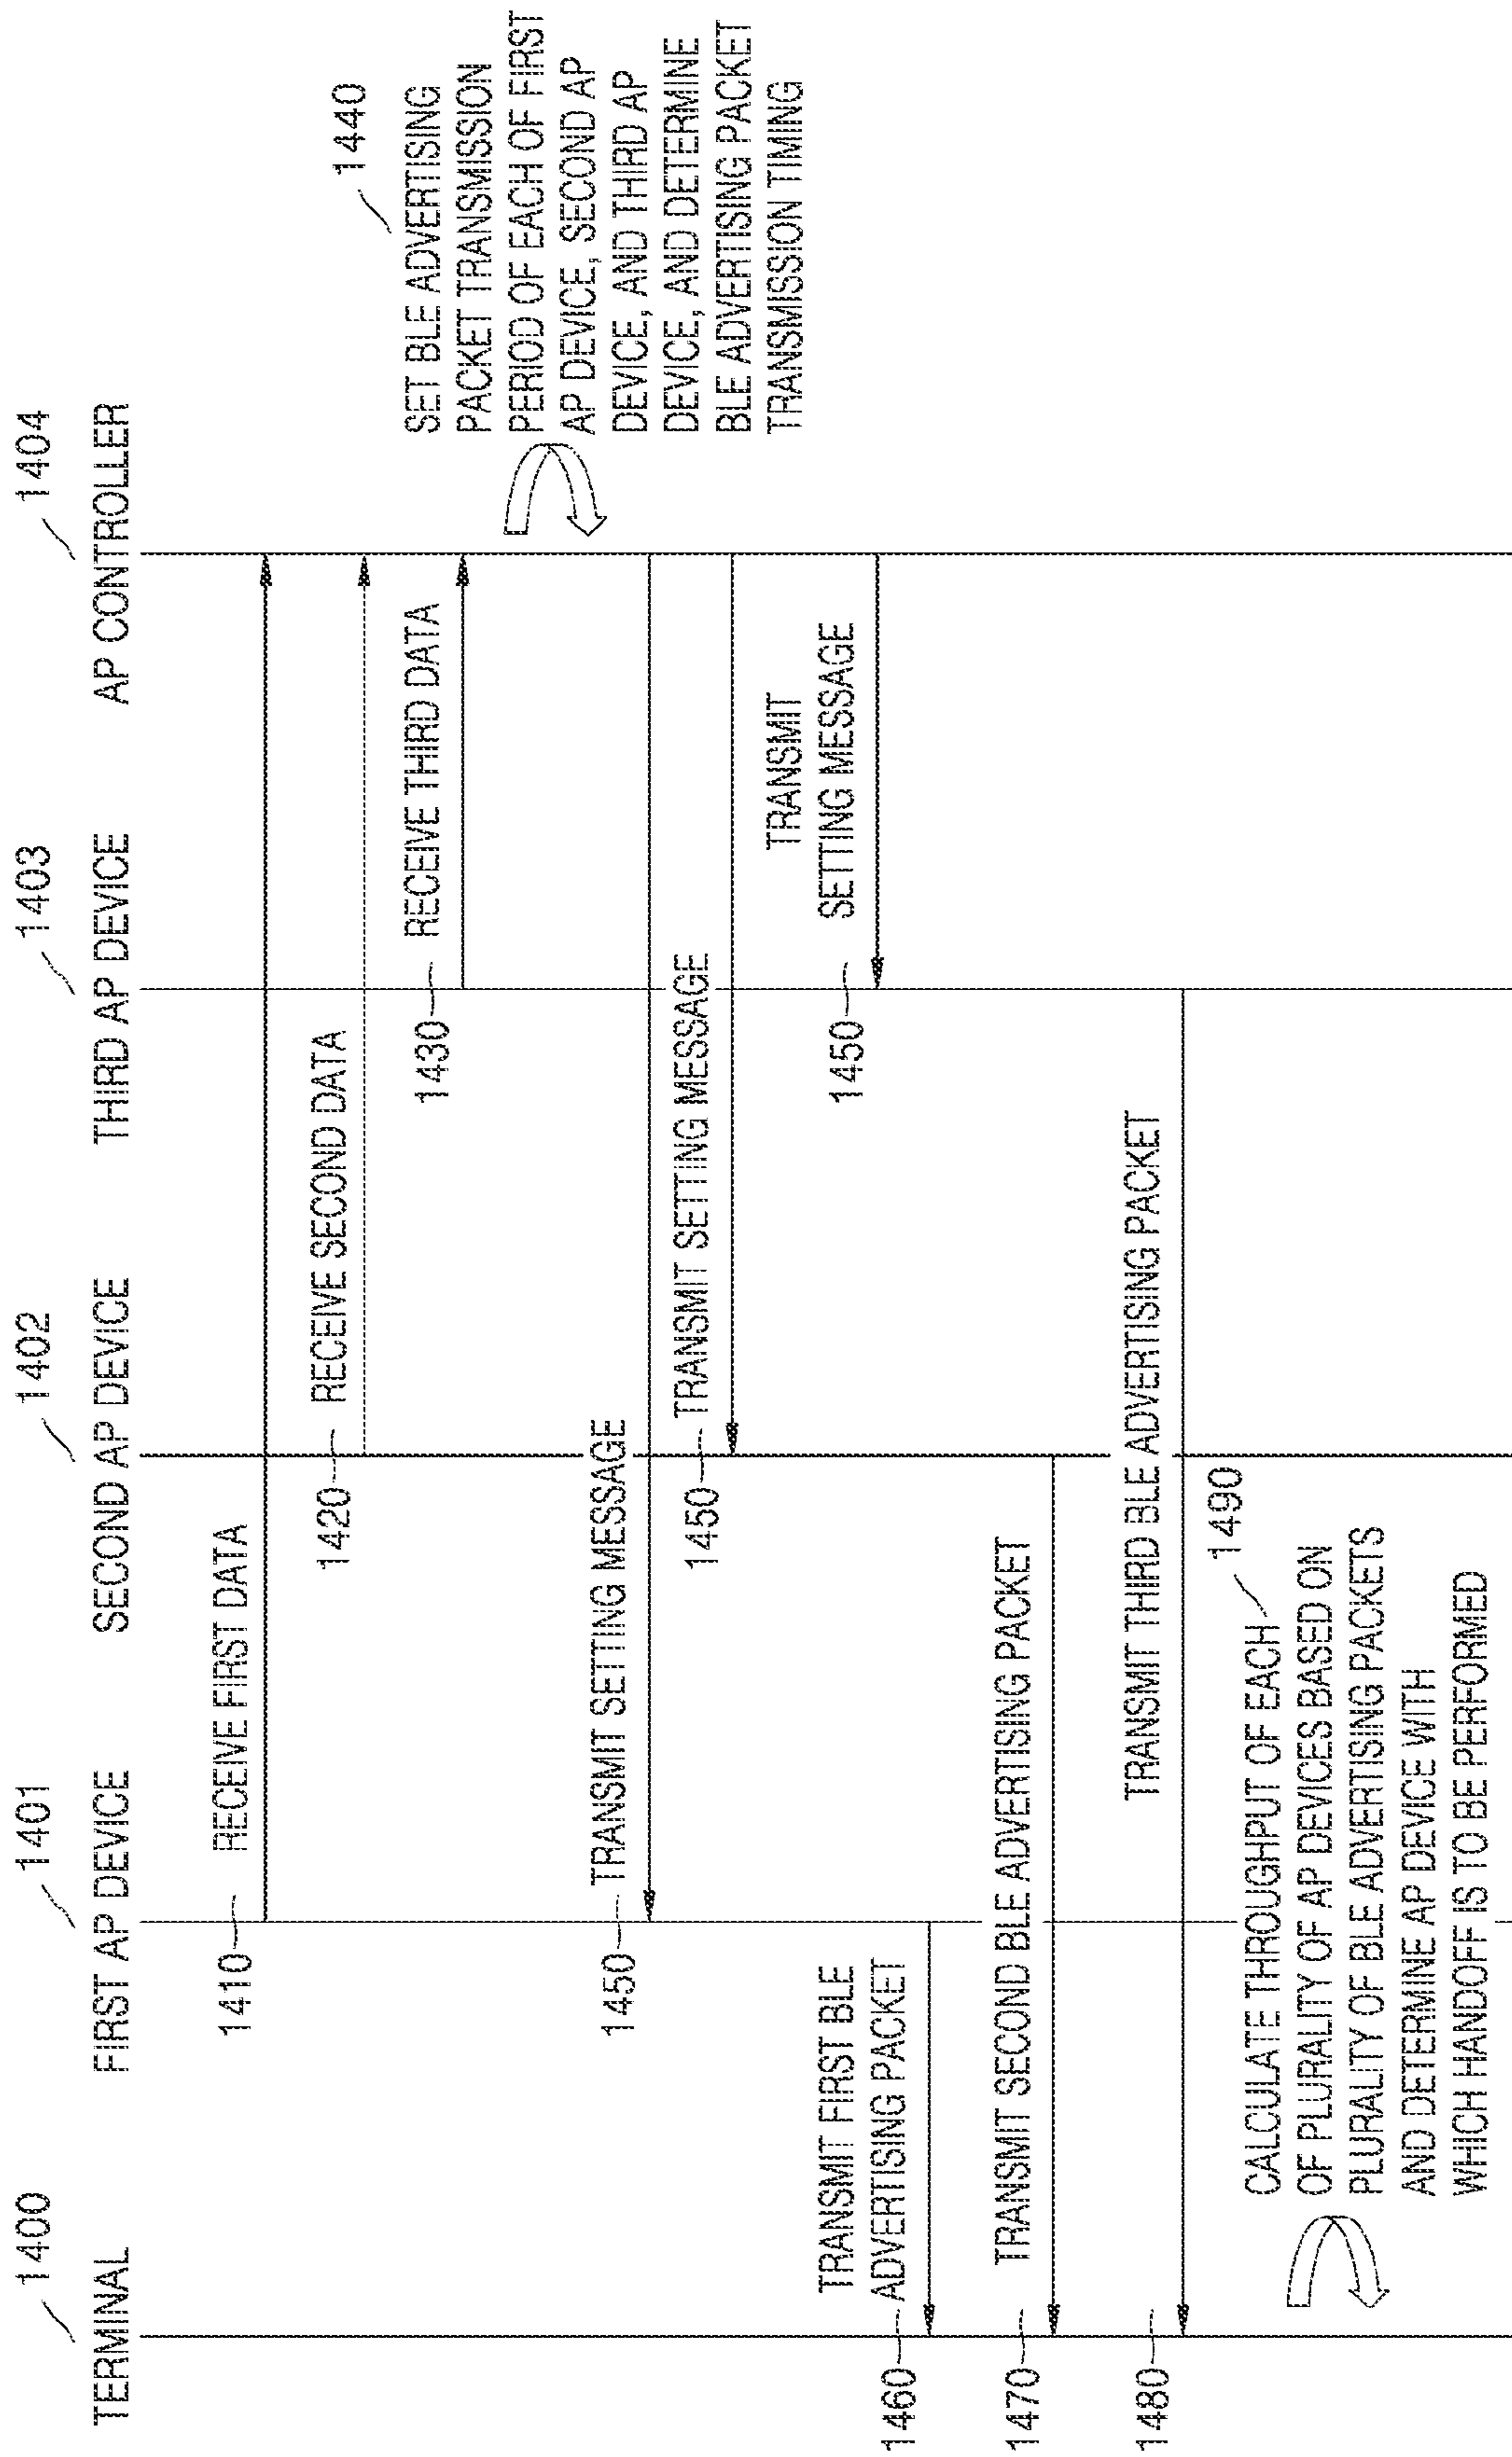 1400
TERMINAL
1401
FIRST AP DEVICE
1402
SECOND AP DEVICE
1403
THIRD AP DEVICE
1404
AP CONTROLLER
1410
RECEIVE FIRST DATA
1420
RECEIVE SECOND DATA
1430
RECEIVE THIRD DATA
1440
SET BLE ADVERTISING
PACKET TRANSMISSION
PERIOD OF EACH OF FIRST
AP DEVICE, SECOND AP
DEVICE, AND THIRD AP
DEVICE, AND DETERMINE
BLE ADVERTISING PACKET
TRANSMISSION TIMING
1450
TRANSMIT SETTING MESSAGE
1450
TRANSMIT SETTING MESSAGE
1450
TRANSMIT
SETTING MESSAGE
1460
TRANSMIT FIRST BLE
ADVERTISING PACKET
1470
TRANSMIT SECOND BLE ADVERTISING PACKET
1480
TRANSMIT THIRD BLE ADVERTISING PACKET
1490
CALCULATE THROUGHPUT OF EACH
OF PLURALITY OF AP DEVICES BASED ON
PLURALITY OF BLE ADVERTISING PACKETS
AND DETERMINE AP DEVICE WITH
WHICH HANDOFF IS TO BE PERFORMED